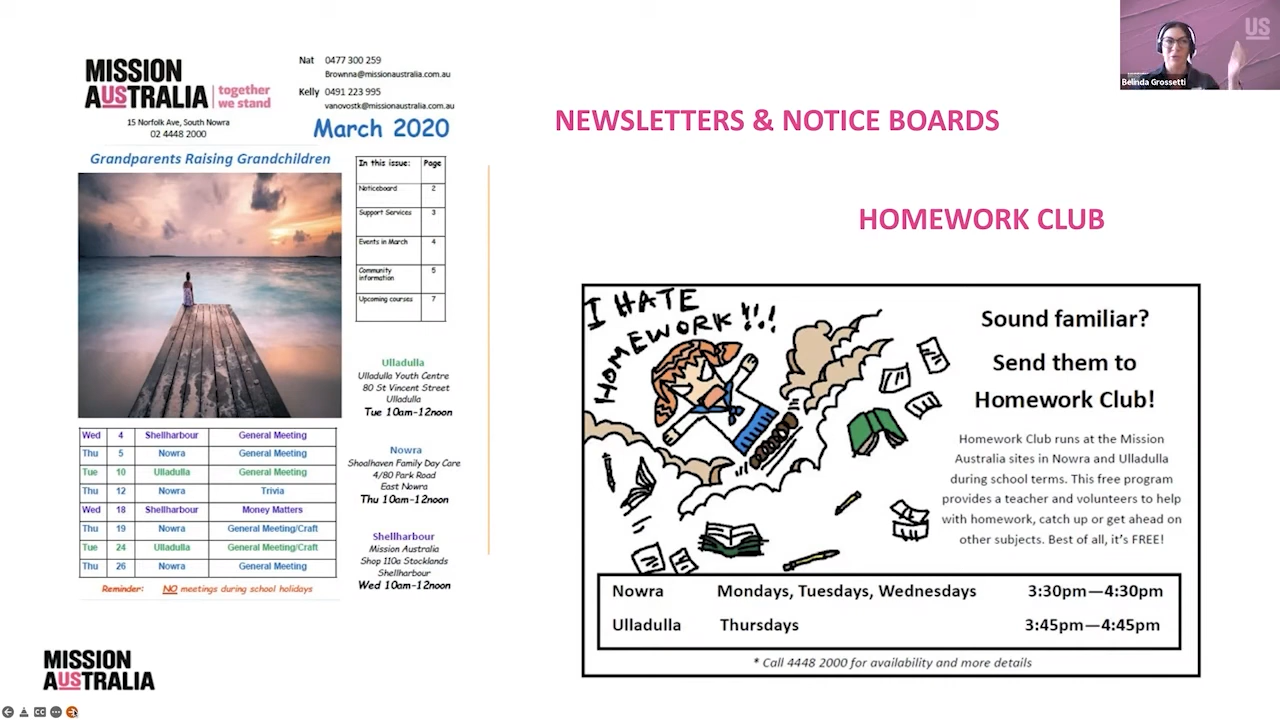 MISSION
AUSTRALIA
together
we stand
15 Norfolk Ave, South Nowra
02 4448 2000
Nat 0477 300 259
Brownna@missionaustralia.com.au
Kelly 0491 223 995
vanovostk@missionaustralia.com.au
March 2020
Grandparents Raising Grandchildren
In this issue: Page
Noticeboard 2
Support Services 3
Events in March 4
Community
information 5
Upcoming courses 7
Ulladulla
Ulladulla Youth Centre
80 St Vincent Street
Ulladulla
Tue 10am-12noon
Nowra
Shoalhaven Family Day Care
4/80 Park Road
East Nowra
Thu 10am-12noon
Shellharbour
Mission Australia
Shop 110a Stocklands
Shellharbour
Wed 10am-12noon
Wed 4 Shellharbour General Meeting
Thu 5 Nowra General Meeting
Tue 10 Ulladulla General Meeting
Thu 12 Nowra Trivia
Wed 18 Shellharbour Money Matters
Thu 19 Nowra General Meeting/Craft
Tue 24 Ulladulla General Meeting/Craft
Thu 26 Nowra General Meeting
Reminder: NO meetings during school holidays
MISSION
AUSTRALIA
CC
NEWSLETTERS & NOTICE BOARDS
HOMEWORK CLUB
I HATE
HOMEWORK!!!
Sound familiar?
Send them to
Homework Club!
Homework Club runs at the Mission
Australia sites in Nowra and Ulladulla
during school terms. This free program
provides a teacher and volunteers to help
with homework, catch up or get ahead on
other subjects. Best of all, it's FREE!
Nowra Mondays, Tuesdays, Wednesdays 3:30pm—4:30pm
Ulladulla Thursdays 3:45pm—4:45pm
* Call 4448 2000 for availability and more details
US
Belinda Grossetti